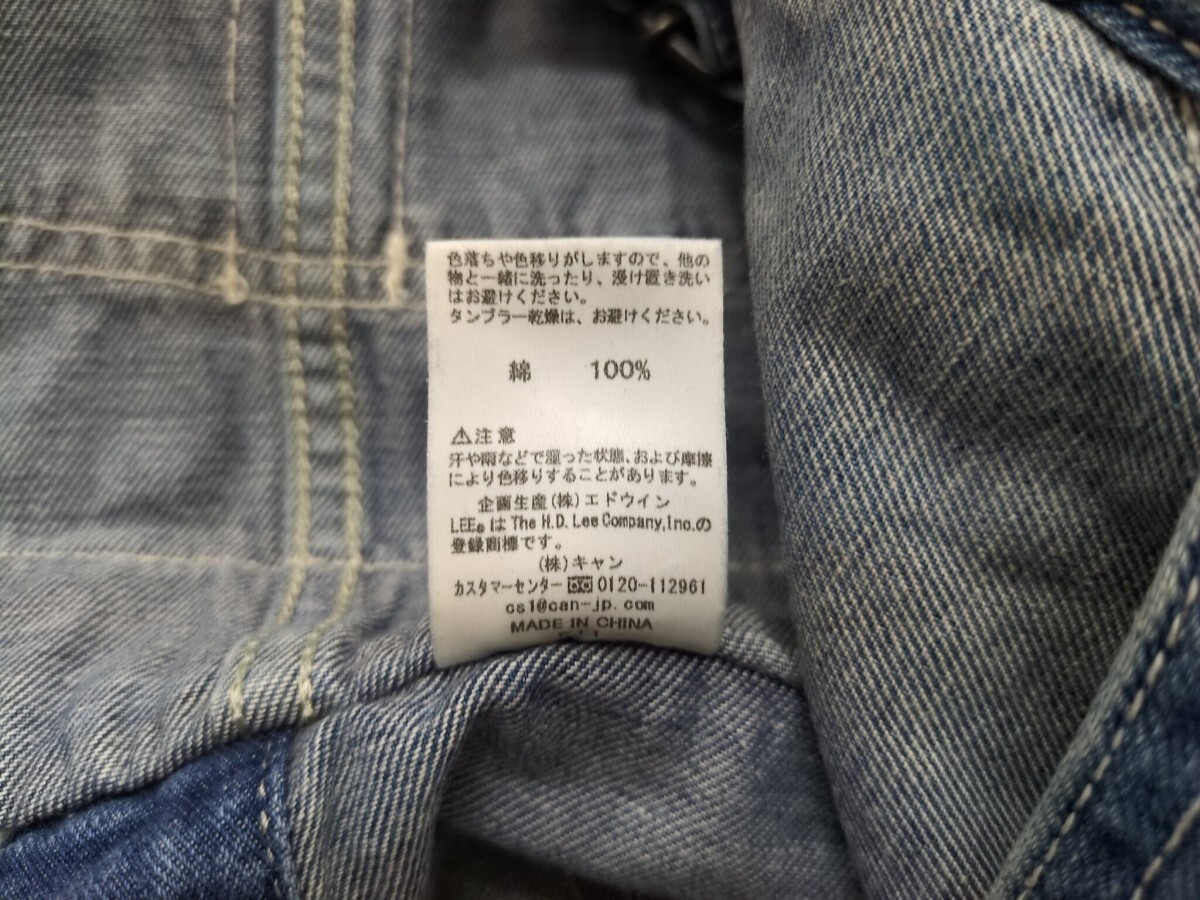 色落ちや色移りがしますので、他の
物と一緒に洗ったり、浸け置き洗い
はお避けください。
タンブラー乾燥は、お避けください。
綿 100%
⚠注意
汗や雨などで湿った状態、および摩擦
により色移りすることがあります。
企画生産(株)エドウイン
LEE®はThe H.D. Lee Company,Inc.の
登録商標です。
(株)キャン
カスタマーセンター 0120-112961
cs1@can-jp.com
MADE IN CHINA